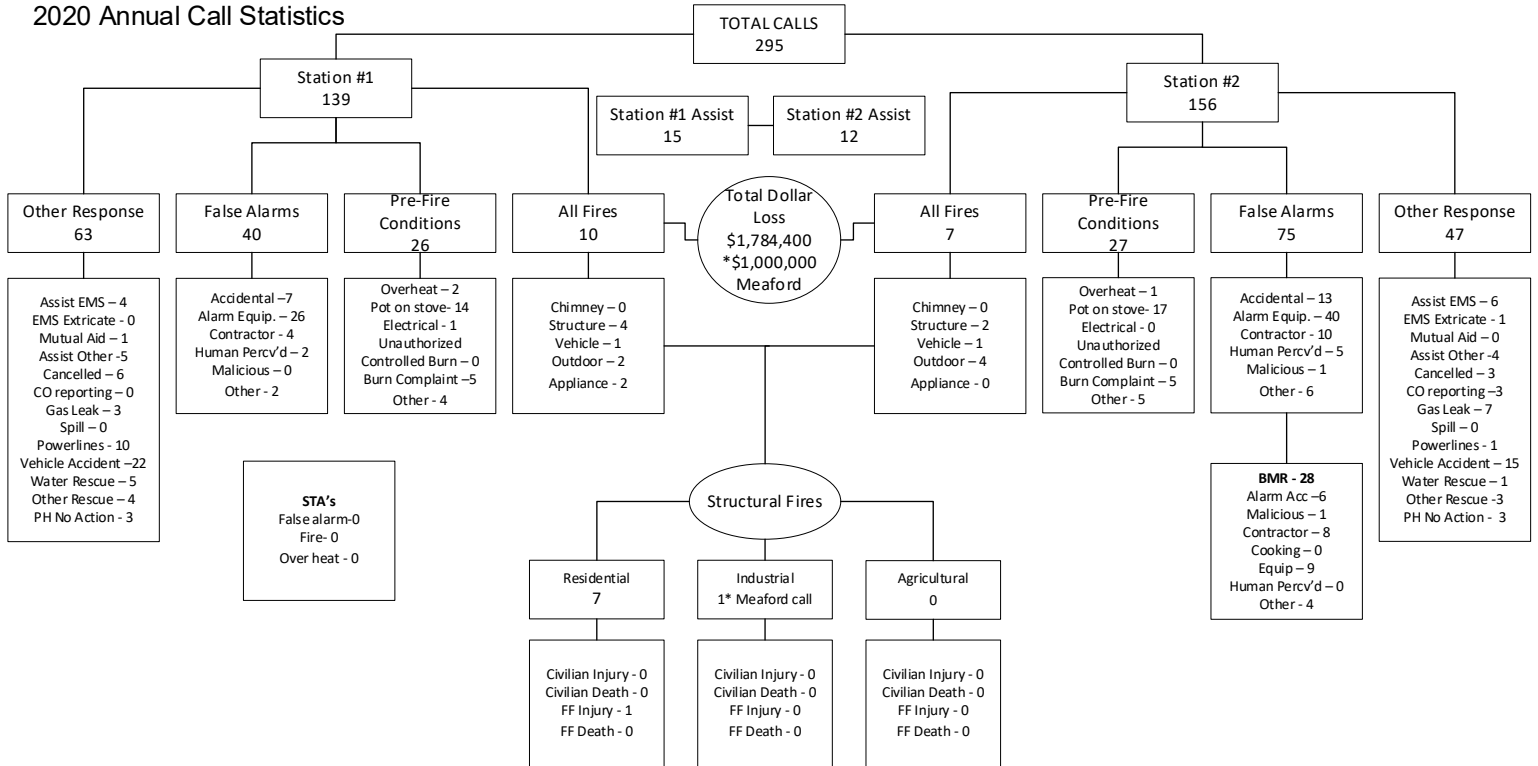 2020 Annual Call Statistics
TOTAL CALLS
295
Station #1
139
Station #1 Assist
15
Station #2 Assist
12
Station #2
156
Other Response
63
False Alarms
40
Pre-Fire
Conditions
26
All Fires
10
Total Dollar
Loss
$1,784,400
*$1,000,000
Meaford
All Fires
7
Pre-Fire
Conditions
27
False Alarms
75
Other Response
47
Assist EMS – 4
EMS Extricate - 0
Mutual Aid – 1
Assist Other -5
Cancelled – 6
CO reporting – 0
Gas Leak – 3
Spill – 0
Powerlines - 10
Vehicle Accident –22
Water Rescue – 5
Other Rescue – 4
PH No Action - 3
Accidental –7
Alarm Equip. – 26
Contractor – 4
Human Percv’d – 2
Malicious – 0
Other - 2
Overheat – 2
Pot on stove- 14
Electrical - 1
Unauthorized
Controlled Burn – 0
Burn Complaint –5
Other - 4
Chimney – 0
Structure – 4
Vehicle – 1
Outdoor – 2
Appliance - 2
Chimney – 0
Structure – 2
Vehicle – 1
Outdoor – 4
Appliance - 0
Overheat – 1
Pot on stove- 17
Electrical - 0
Unauthorized
Controlled Burn – 0
Burn Complaint – 5
Other - 5
Accidental – 13
Alarm Equip. – 40
Contractor – 10
Human Percv’d – 5
Malicious – 1
Other - 6
Assist EMS – 6
EMS Extricate - 1
Mutual Aid – 0
Assist Other -4
Cancelled – 3
CO reporting –3
Gas Leak – 7
Spill – 0
Powerlines - 1
Vehicle Accident – 15
Water Rescue – 1
Other Rescue –3
PH No Action - 3
STA’s
False alarm-0
Fire- 0
Over heat - 0
Structural Fires
BMR - 28
Alarm Acc –6
Malicious – 1
Contractor – 8
Cooking – 0
Equip – 9
Human Percv’d – 0
Other - 4
Residential
7
Industrial
1* Meaford call
Agricultural
0
Civilian Injury - 0
Civilian Death - 0
FF Injury - 1
FF Death - 0
Civilian Injury - 0
Civilian Death - 0
FF Injury - 0
FF Death - 0
Civilian Injury - 0
Civilian Death - 0
FF Injury - 0
FF Death - 0